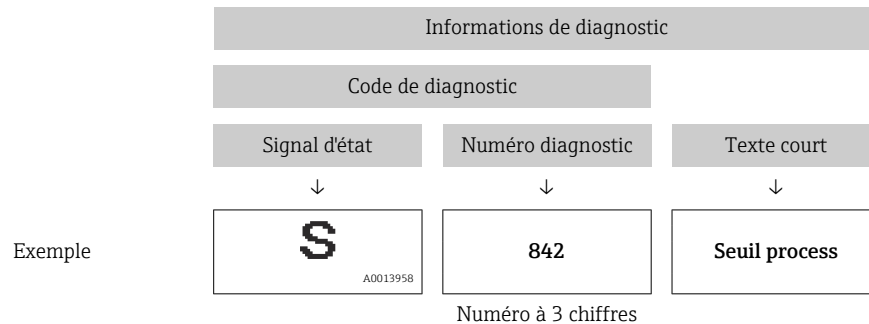 Informations de diagnostic
Code de diagnostic
Signal d'état Numéro diagnostic Texte court
↓ ↓ ↓
Exemple S 842 Seuil process
A0013958
Numéro à 3 chiffres